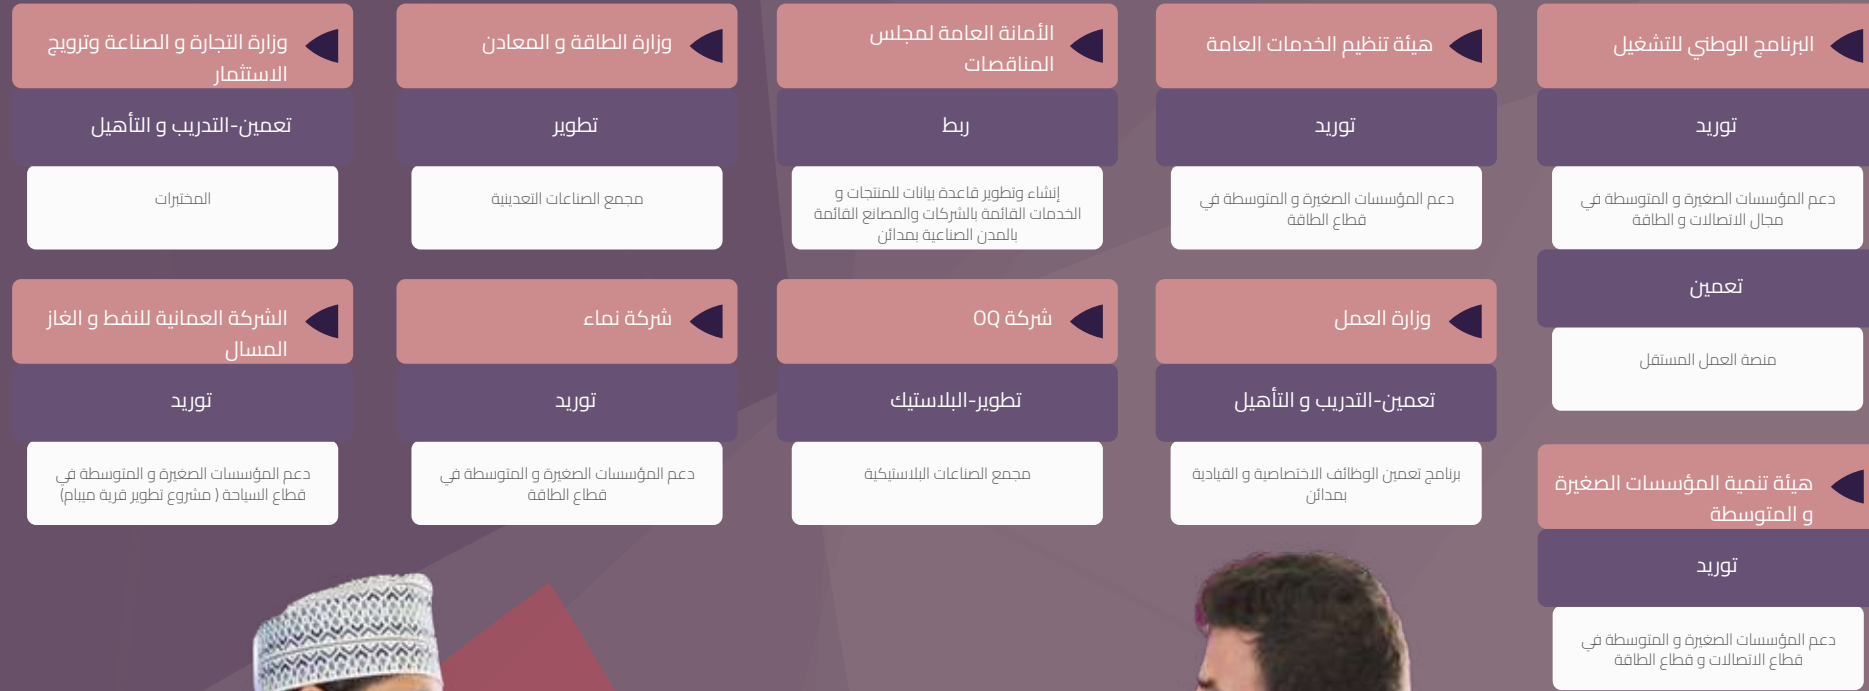 البرنامج الوطني للتشغيل
توريد
دعم المؤسسات الصغيرة و المتوسطة في
مجال الاتصالات و الطاقة
تعمين
منصة العمل المستقل
هيئة تنمية المؤسسات الصغيرة
و المتوسطة
توريد
دعم المؤسسات الصغيرة و المتوسطة في
قطاع الاتصالات و قطاع الطاقة
هيئة تنظيم الخدمات العامة
توريد
دعم المؤسسات الصغيرة و المتوسطة في
قطاع الطاقة
وزارة العمل
تعمين-التدريب و التأهيل
برنامج تعمين الوظائف الاختصاصية و القيادية
بمدائن
الأمانة العامة لمجلس
المناقصات
ربط
إنشاء وتطوير قاعدة بيانات للمنتجات و
الخدمات القائمة بالشركات والمصانع القائمة
بالمدن الصناعية بمدائن
شركة OQ
تطوير-البلاستيك
مجمع الصناعات البلاستيكية
وزارة الطاقة و المعادن
تطوير
مجمع الصناعات التعدينية
شركة نماء
توريد
دعم المؤسسات الصغيرة و المتوسطة في
قطاع الطاقة
وزارة التجارة و الصناعة وترويج
الاستثمار
تعمين-التدريب و التأهيل
المختبرات
الشركة العمانية للنفط و الغاز
المسال
توريد
دعم المؤسسات الصغيرة و المتوسطة في
قطاع السياحة ( مشروع تطوير قرية ميبام)